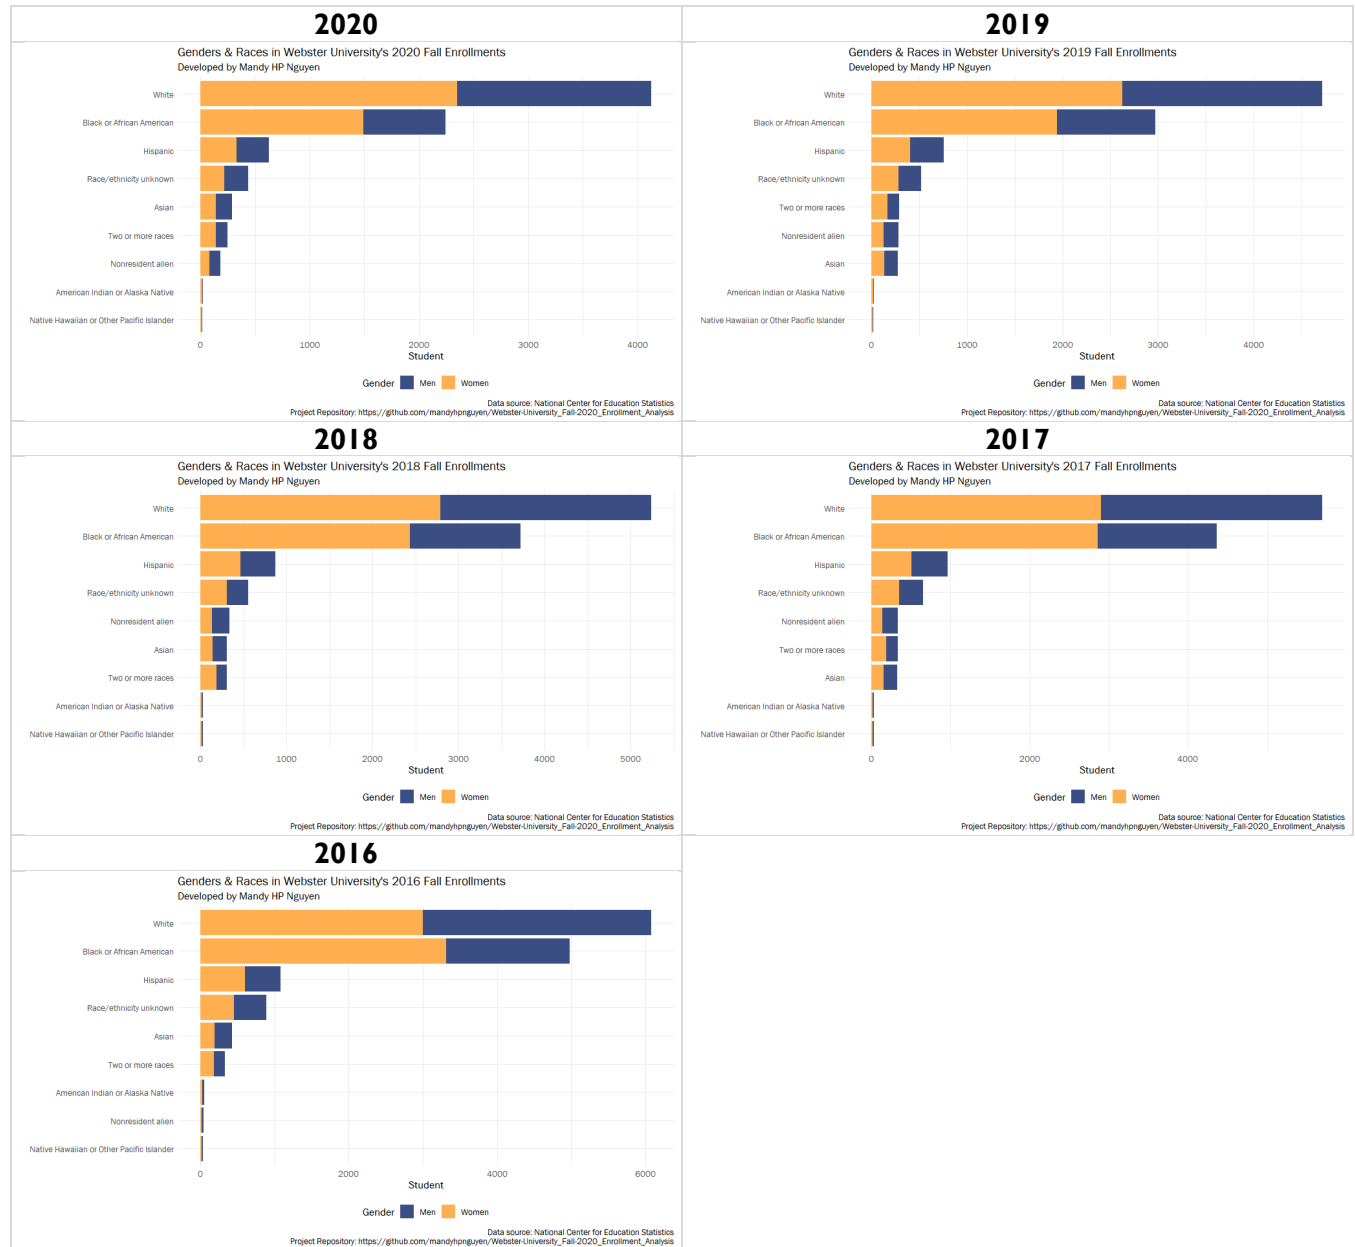 2020
Genders & Races in Webster University's 2020 Fall Enrollments
Developed by Mandy HP Nguyen
White
Black or African American
Hispanic
Race/ethnicity unknown
Asian
Two or more races
Nonresident alien
American Indian or Alaska Native
Native Hawaiian or Other Pacific Islander
0 1000 2000 3000 4000
Student
Gender Men Women
Data source: National Center for Education Statistics
Project Repository: https://github.com/mandyhpnguyen/Webster-University_Fall-2020_Enrollment_Analysis
2019
Genders & Races in Webster University's 2019 Fall Enrollments
Developed by Mandy HP Nguyen
White
Black or African American
Hispanic
Race/ethnicity unknown
Two or more races
Nonresident alien
Asian
American Indian or Alaska Native
Native Hawaiian or Other Pacific Islander
0 1000 2000 3000 4000
Student
Gender Men Women
Data source: National Center for Education Statistics
Project Repository: https://github.com/mandyhpnguyen/Webster-University_Fall-2020_Enrollment_Analysis
2018
Genders & Races in Webster University's 2018 Fall Enrollments
Developed by Mandy HP Nguyen
White
Black or African American
Hispanic
Race/ethnicity unknown
Nonresident alien
Asian
Two or more races
American Indian or Alaska Native
Native Hawaiian or Other Pacific Islander
0 1000 2000 3000 4000 5000
Student
Gender Men Women
Data source: National Center for Education Statistics
Project Repository: https://github.com/mandyhpnguyen/Webster-University_Fall-2020_Enrollment_Analysis
2017
Genders & Races in Webster University's 2017 Fall Enrollments
Developed by Mandy HP Nguyen
White
Black or African American
Hispanic
Race/ethnicity unknown
Nonresident alien
Two or more races
Asian
American Indian or Alaska Native
Native Hawaiian or Other Pacific Islander
0 2000 4000
Student
Gender Men Women
Data source: National Center for Education Statistics
Project Repository: https://github.com/mandyhpnguyen/Webster-University_Fall-2020_Enrollment_Analysis
2016
Genders & Races in Webster University's 2016 Fall Enrollments
Developed by Mandy HP Nguyen
White
Black or African American
Hispanic
Race/ethnicity unknown
Asian
Two or more races
American Indian or Alaska Native
Nonresident alien
Native Hawaiian or Other Pacific Islander
0 2000 4000 6000
Student
Gender Men Women
Data source: National Center for Education Statistics
Project Repository: https://github.com/mandyhpnguyen/Webster-University_Fall-2020_Enrollment_Analysis